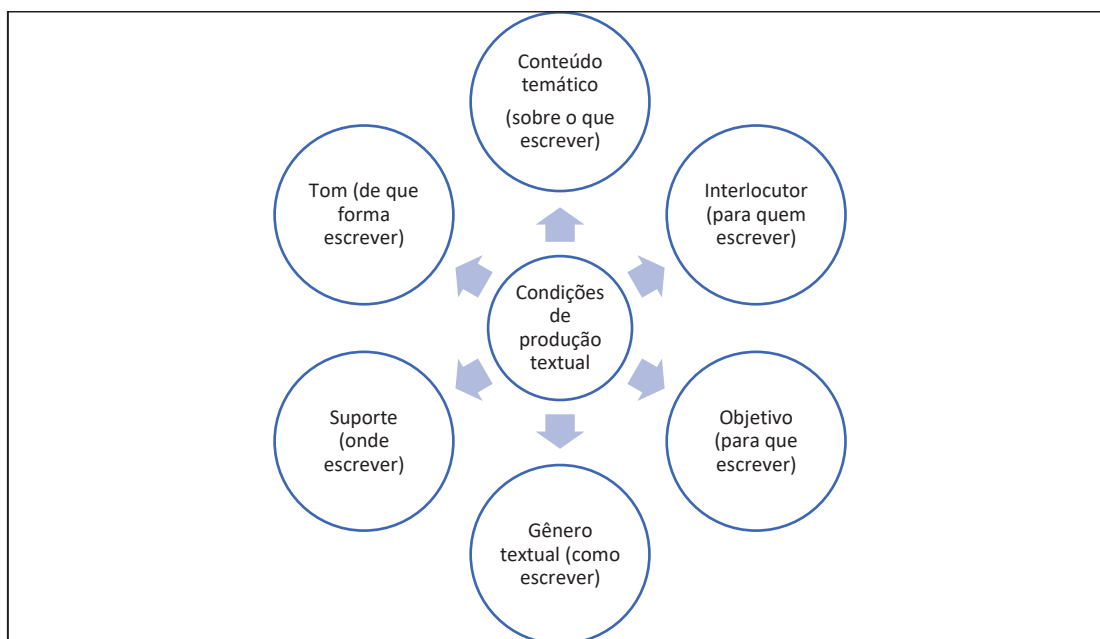 Conteúdo
temático
(sobre o que
escrever)
Tom (de que
forma
escrever)
Interlocutor
(para quem
escrever)
Condições
de
produção
textual
Suporte
(onde
escrever)
Objetivo
(para que
escrever)
Gênero
textual (como
escrever)